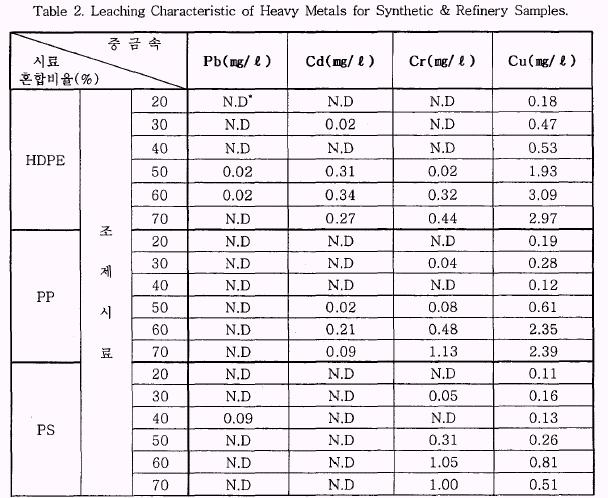 Table 2. Leaching Characteristic of Heavy Metals for Synthetic & Refinery Samples.
중 금 속
시료
혼합비율(%)
Pb(㎎/ℓ) Cd(㎎/ℓ) Cr(㎎/ℓ) Cu(㎎/ℓ)
HDPE
조제시료
20 N.D* N.D N.D 0.18
30 N.D 0.02 N.D 0.47
40 N.D N.D N.D 0.53
50 0.02 0.31 0.02 1.93
60 0.02 0.34 0.32 3.09
70 N.D 0.27 0.44 2.97
PP
20 N.D N.D N.D 0.19
30 N.D N.D 0.04 0.28
40 N.D N.D N.D 0.12
50 N.D 0.02 0.08 0.61
60 N.D 0.21 0.48 2.35
70 N.D 0.09 1.13 2.39
PS
20 N.D N.D N.D 0.11
30 N.D N.D 0.05 0.16
40 0.09 N.D N.D 0.13
50 N.D N.D 0.31 0.26
60 N.D N.D 1.05 0.81
70 N.D N.D 1.00 0.51